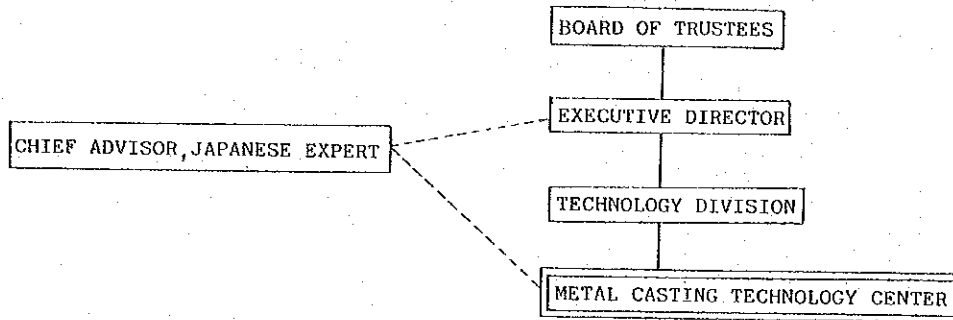 BOARD OF TRUSTEES
EXECUTIVE DIRECTOR
CHIEF ADVISOR,JAPANESE EXPERT
TECHNOLOGY DIVISION
METAL CASTING TECHNOLOGY CENTER